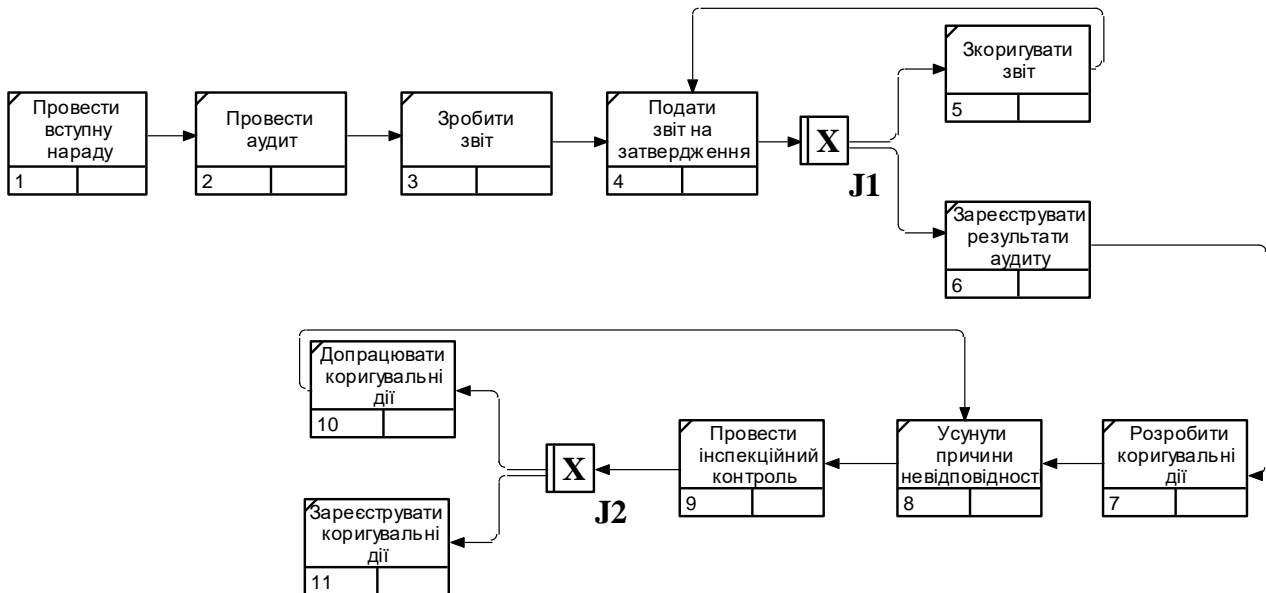 Провести
вступну
нараду
1
Провести
аудит
2
Зробити
звіт
3
Подати
звіт на
затвердження
4
X
J1
Зкоригувати
звіт
5
Зареєструвати
результати
аудиту
6
Допрацювати
коригувальні
дії
10
Зареєструвати
коригувальні
дії
11
X
J2
Провести
інспекційний
контроль
9
Усунути
причини
невідповідност
8
Розробити
коригувальні
дії
7